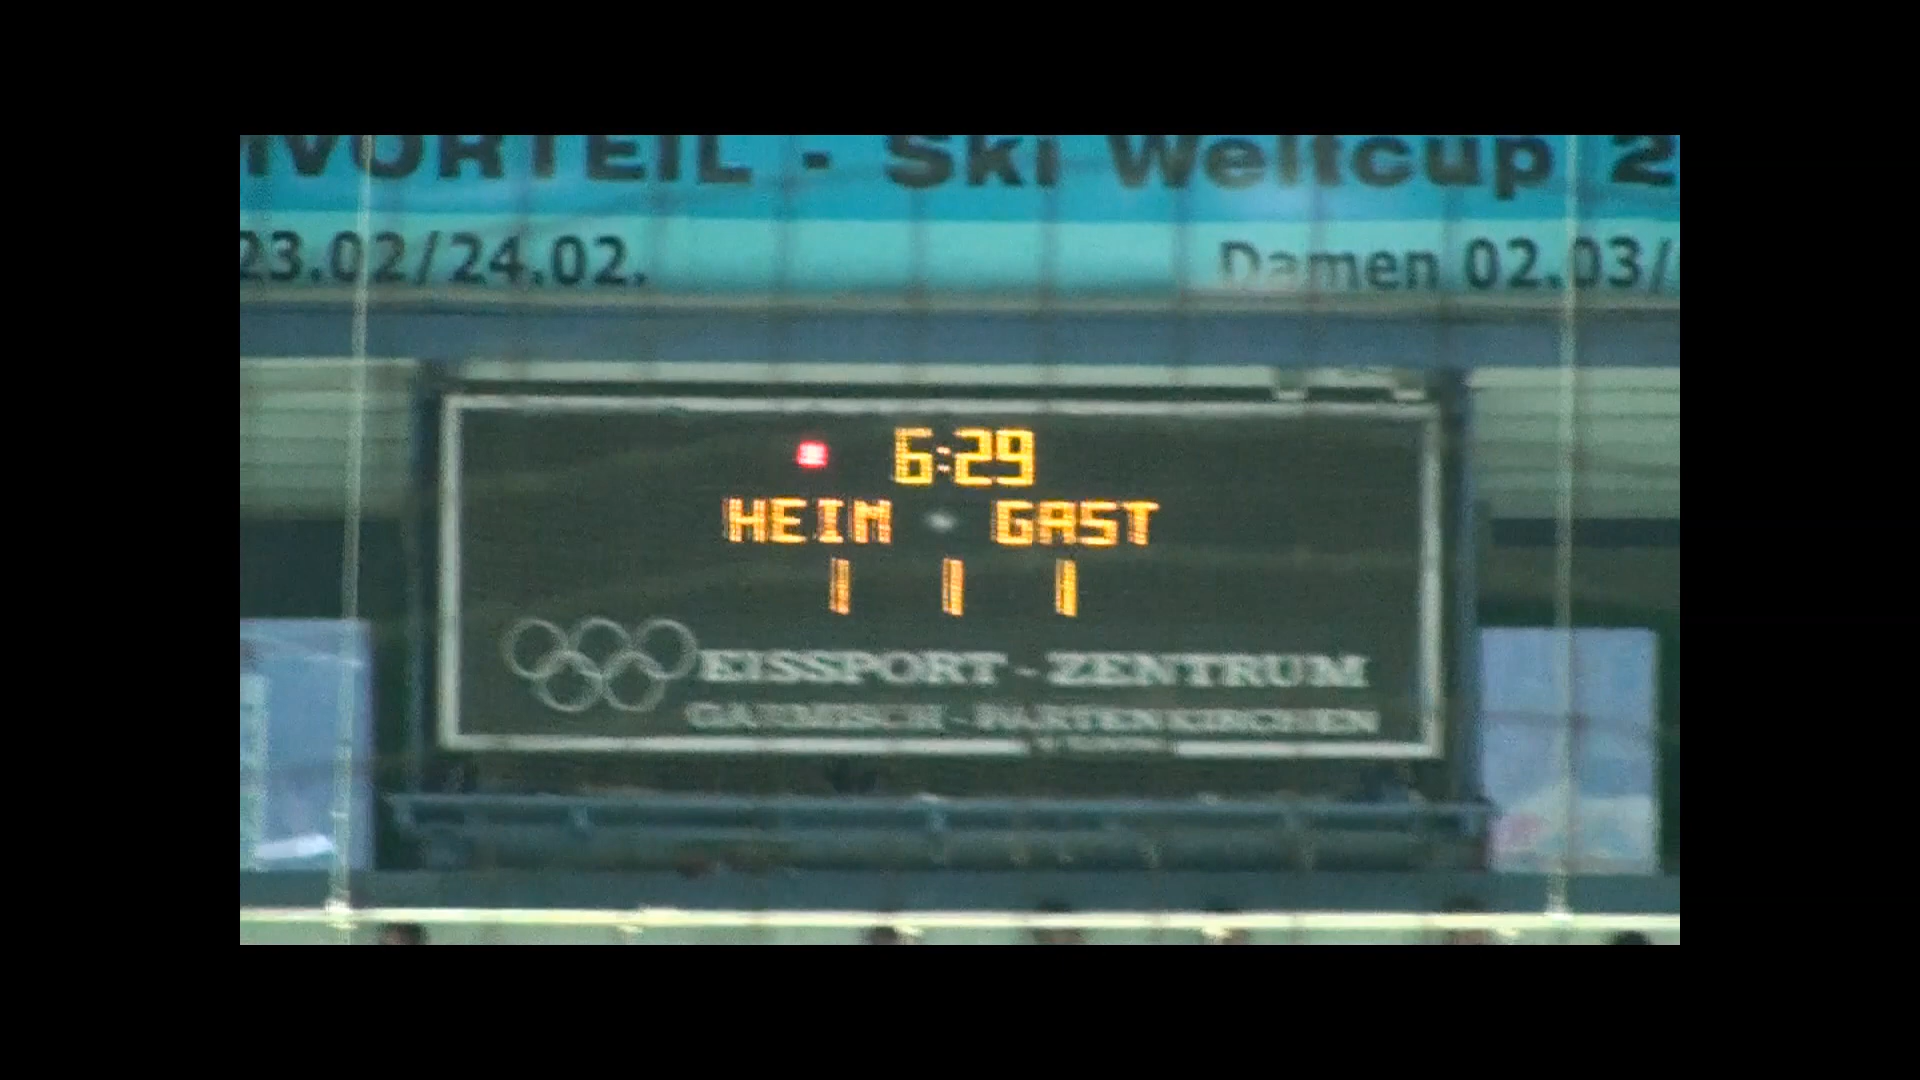 IVORTEIL - Ski Weltcup 2
23.02/24.02. Damen 02.03/
6:29
HEIM GAST
1 1 1
EISSPORT-ZENTRUM
GARMISCH-PARTENKIRCHEN